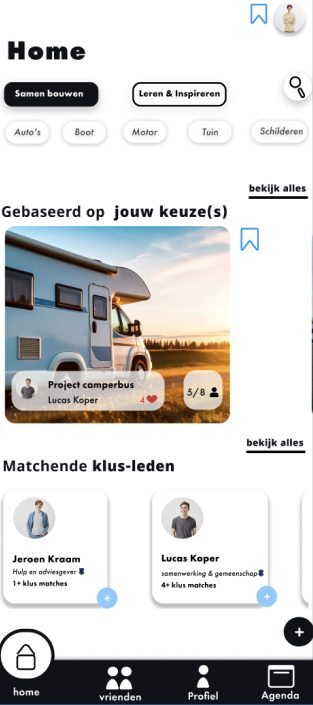 Home
Samen bouwen
Leren & Inspireren
Auto's
Boot
Motor
Tuin
Schilderen
bekijk alles
Gebaseerd op jouw keuze(s)
Project camperbus
Lucas Koper
4
5/8
bekijk alles
Matchende klus-leden
Jeroen Kraam
Hulp en adviesgever
1+ klus matches
+
Lucas Koper
samenwerking & gemeenschap
4+ klus matches
+
+
home
vrienden
Profiel
Agenda